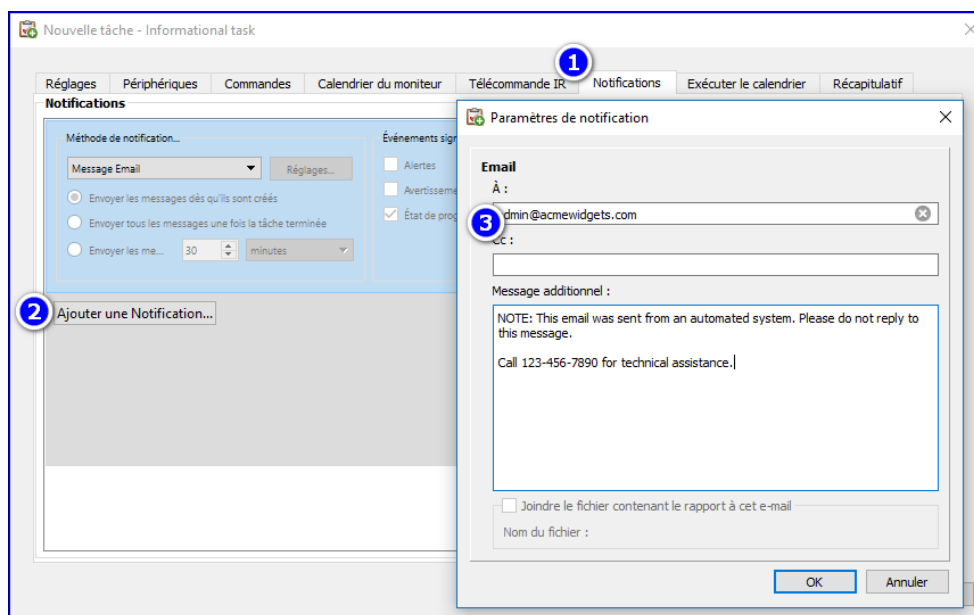 Nouvelle tâche - Informational task
1
Réglages Périphériques Commandes Calendrier du moniteur Télécommande IR Notifications Exécuter le calendrier Récapitulatif
Notifications
Méthode de notification...
Message Email
Réglages...
Envoyer les messages dès qu'ils sont créés
Envoyer tous les messages une fois la tâche terminée
Envoyer les me... 30 minutes
Événements sign
Alertes
Avertisseme
État de prog
2
Ajouter une Notification...
Paramètres de notification
Email
À :
3
dmin@acmewidgets.com
Cc :
Message additionnel :
NOTE: This email was sent from an automated system. Please do not reply to
this message.
Call 123-456-7890 for technical assistance.
Joindre le fichier contenant le rapport à cet e-mail
Nom du fichier :
OK Annuler